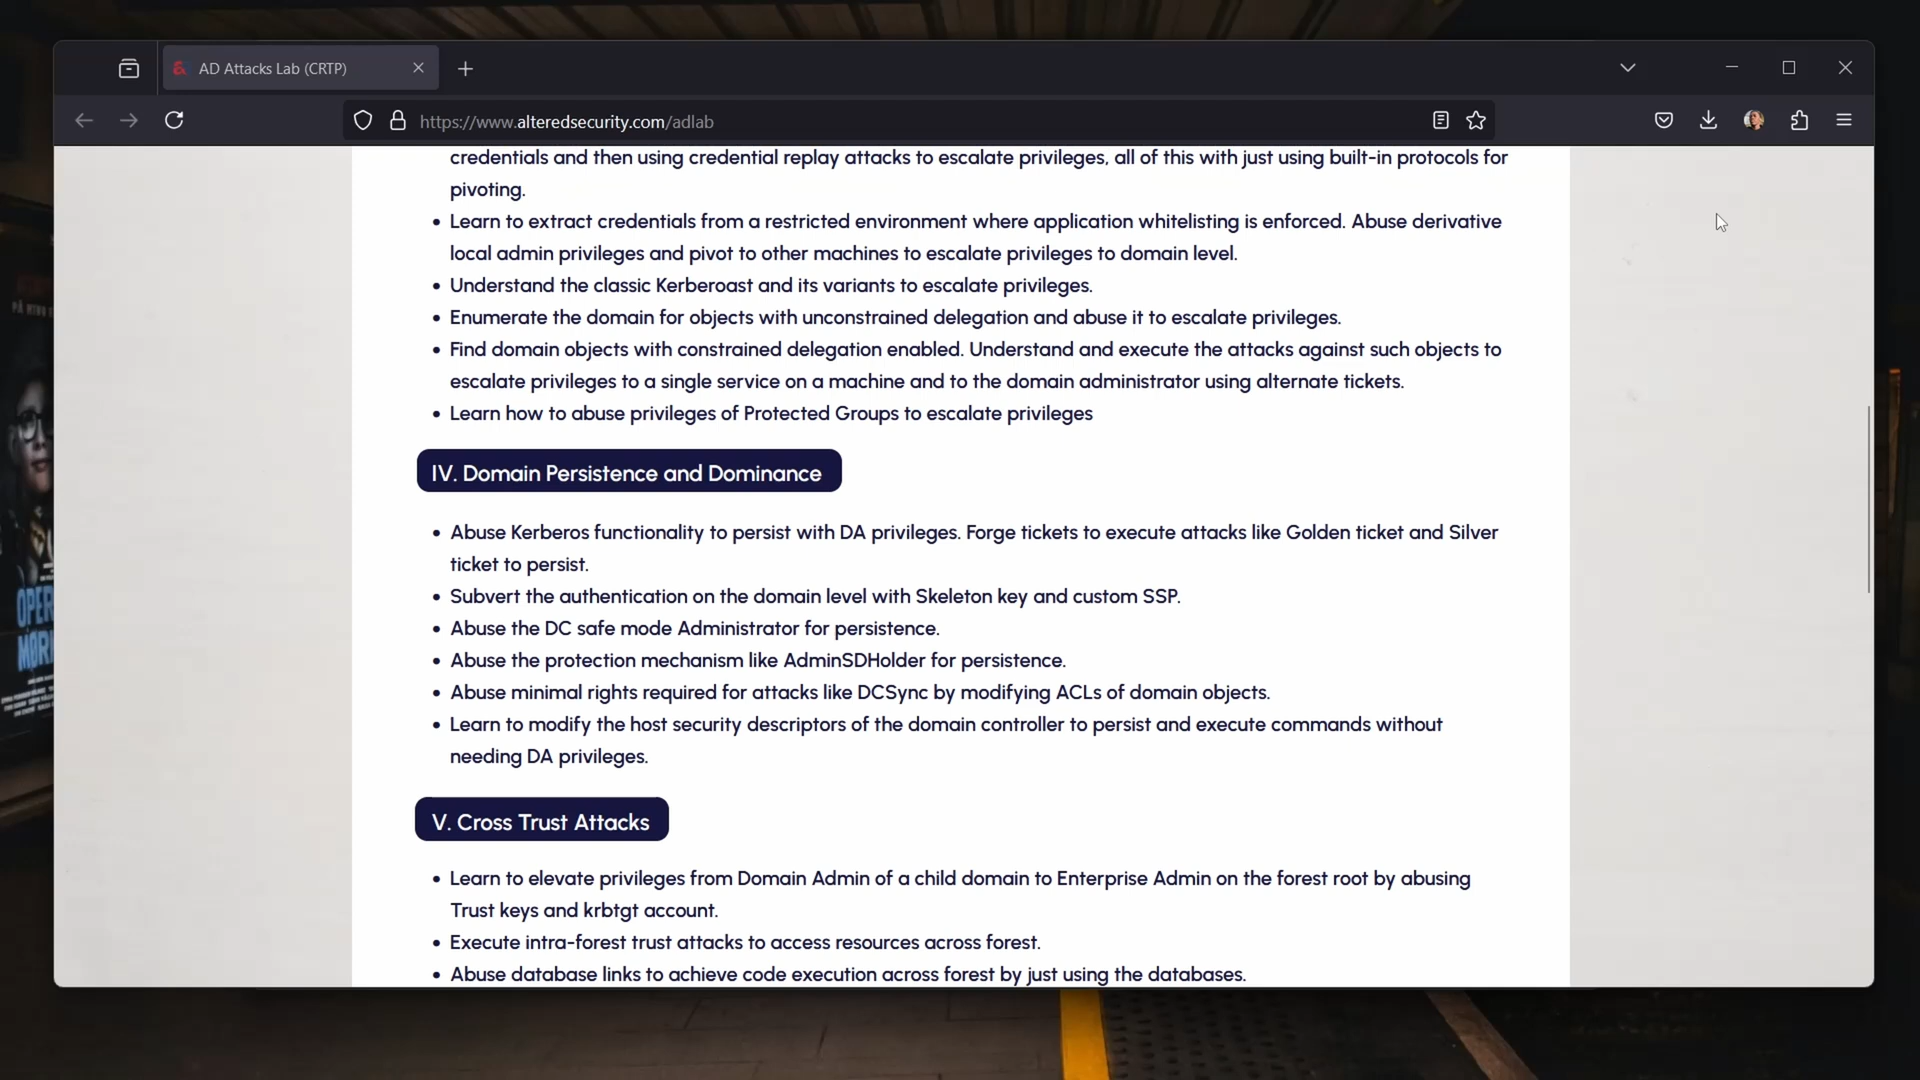 AD Attacks Lab (CRTP)
https://www.alteredsecurity.com/adlab
credentials and then using credential replay attacks to escalate privileges, all of this with just using built-in protocols for
pivoting.
• Learn to extract credentials from a restricted environment where application whitelisting is enforced. Abuse derivative
local admin privileges and pivot to other machines to escalate privileges to domain level.
• Understand the classic Kerberoast and its variants to escalate privileges.
• Enumerate the domain for objects with unconstrained delegation and abuse it to escalate privileges.
• Find domain objects with constrained delegation enabled. Understand and execute the attacks against such objects to
escalate privileges to a single service on a machine and to the domain administrator using alternate tickets.
• Learn how to abuse privileges of Protected Groups to escalate privileges
IV. Domain Persistence and Dominance
• Abuse Kerberos functionality to persist with DA privileges. Forge tickets to execute attacks like Golden ticket and Silver
ticket to persist.
• Subvert the authentication on the domain level with Skeleton key and custom SSP.
• Abuse the DC safe mode Administrator for persistence.
• Abuse the protection mechanism like AdminSDHolder for persistence.
• Abuse minimal rights required for attacks like DCSync by modifying ACLs of domain objects.
• Learn to modify the host security descriptors of the domain controller to persist and execute commands without
needing DA privileges.
V. Cross Trust Attacks
• Learn to elevate privileges from Domain Admin of a child domain to Enterprise Admin on the forest root by abusing
Trust keys and krbtgt account.
• Execute intra-forest trust attacks to access resources across forest.
• Abuse database links to achieve code execution across forest by just using the databases.